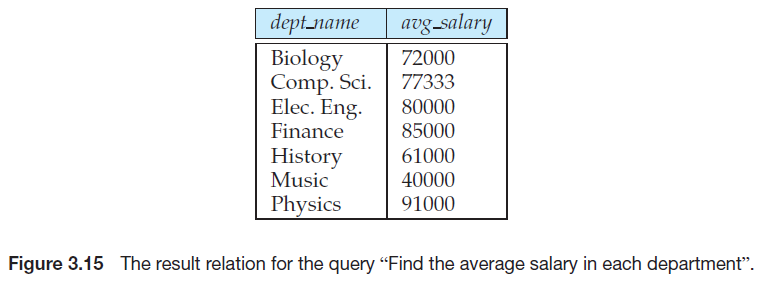 dept_name avg_salary
Biology 72000
Comp. Sci. 77333
Elec. Eng. 80000
Finance 85000
History 61000
Music 40000
Physics 91000
Figure 3.15 The result relation for the query “Find the average salary in each department”.